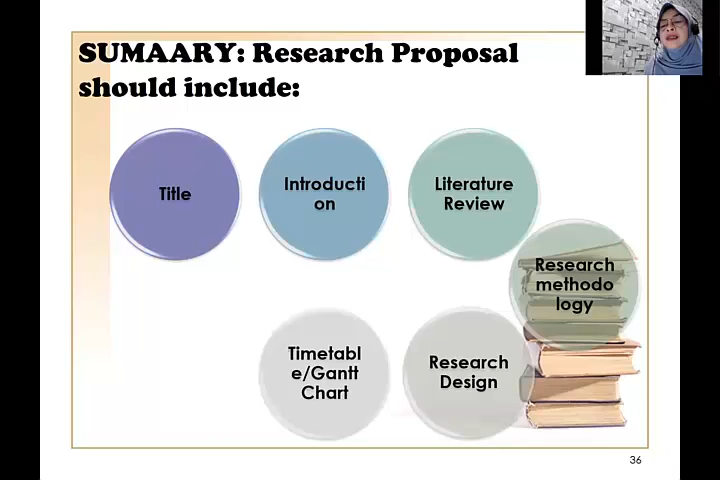 SUMAARY: Research Proposal
should include:
Title
Introducti
on
Literature
Review
Research
methodo
logy
Timetabl
e/Gantt
Chart
Research
Design
36